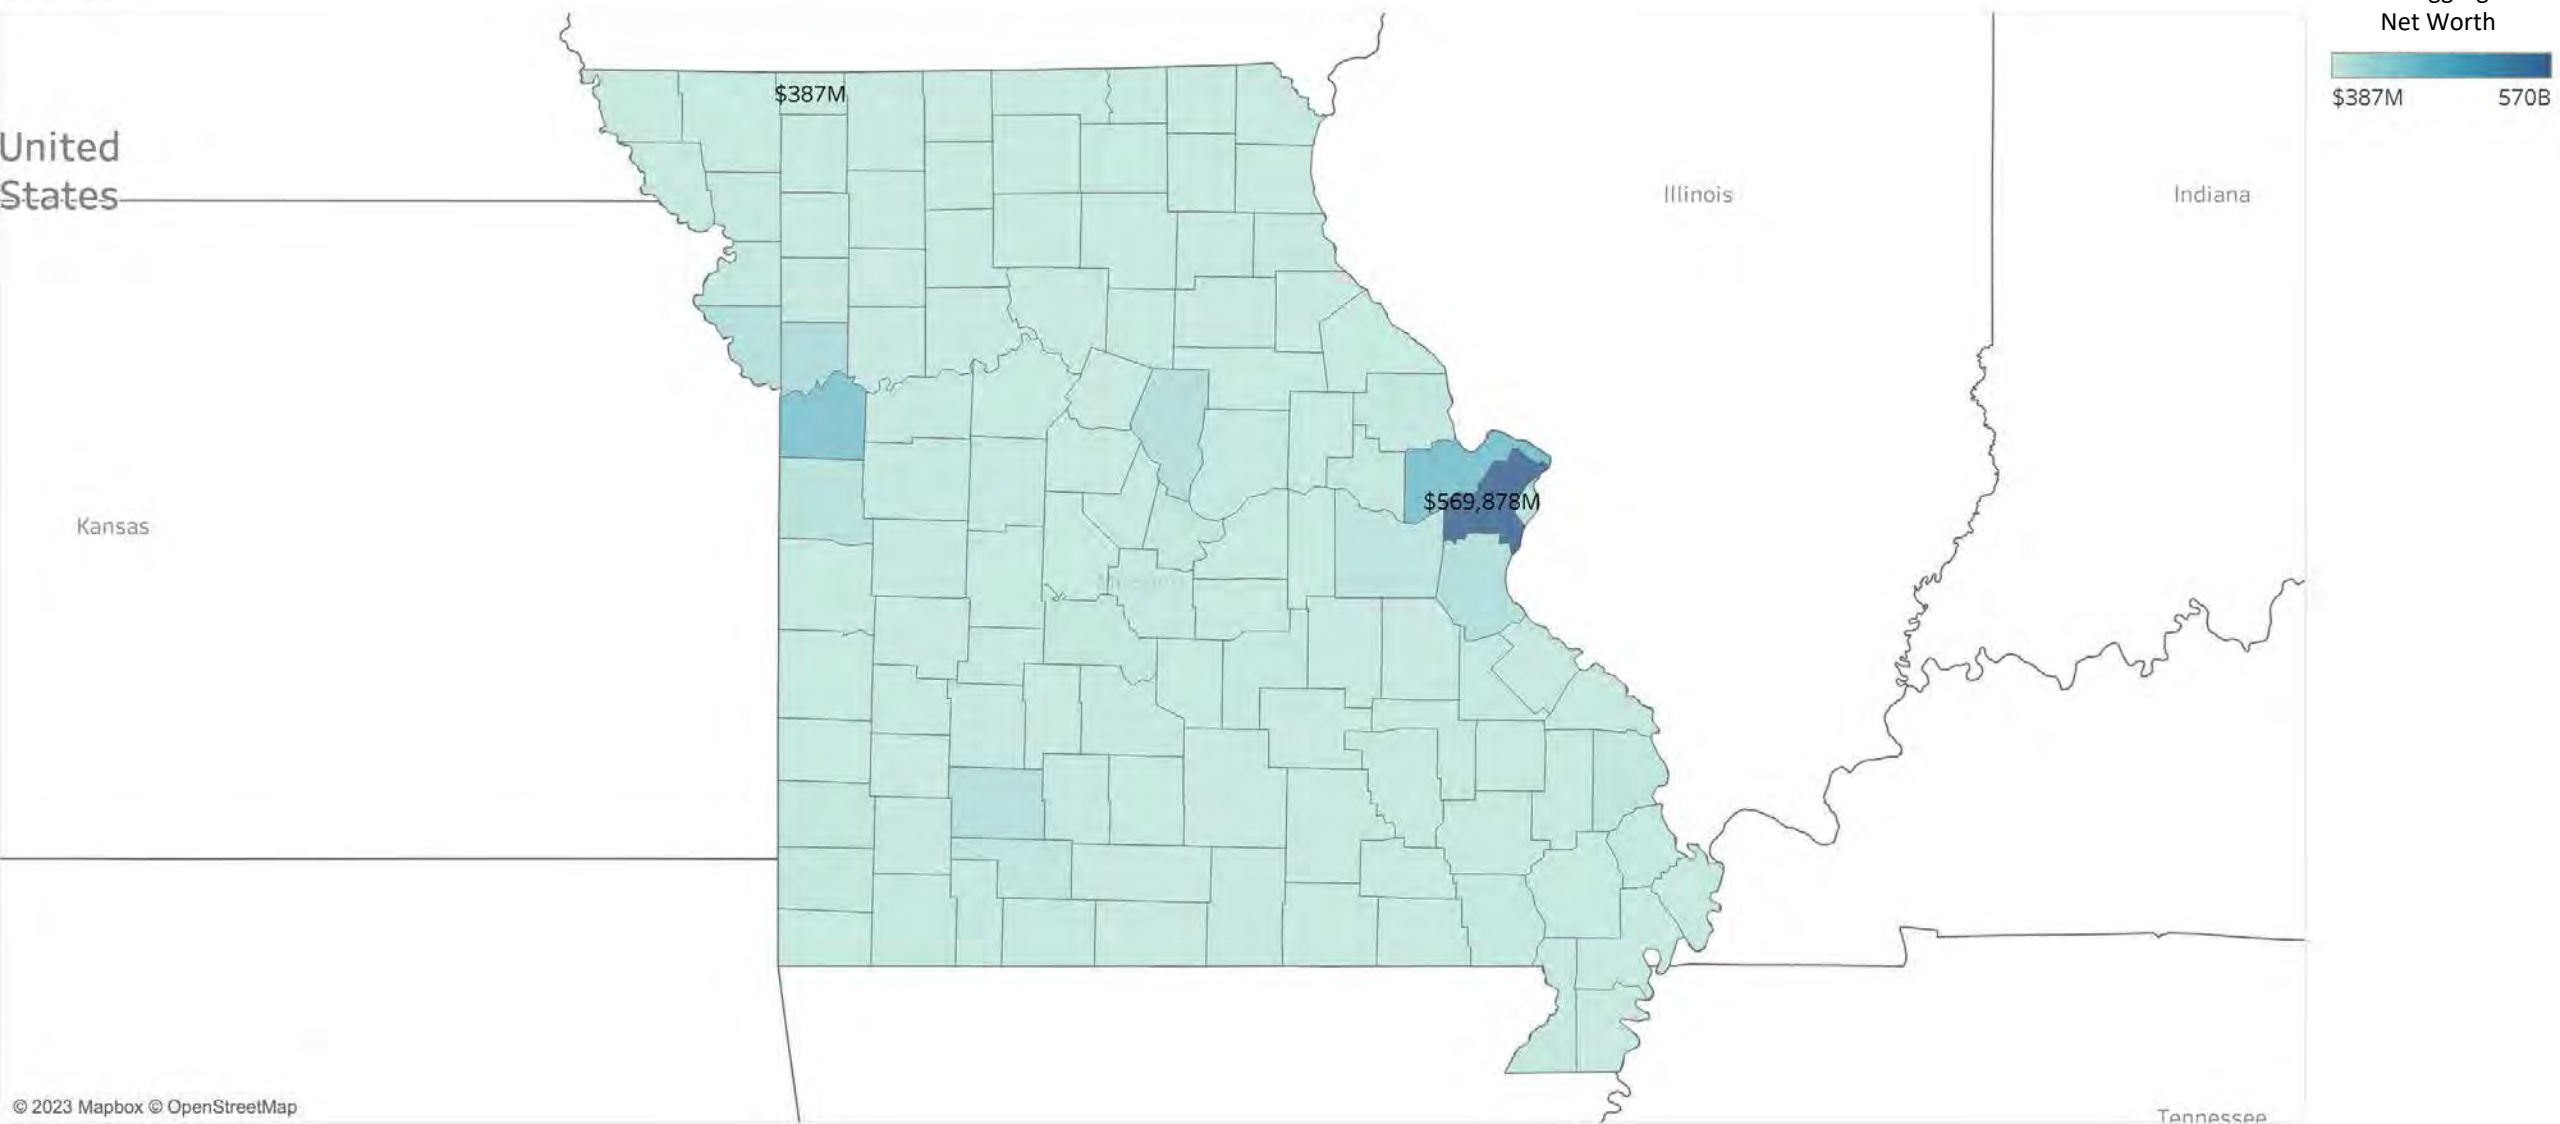 Net Worth
$387M 570B
$387M
United
States
Illinois
Indiana
$569,878M
Kansas
© 2023 Mapbox © OpenStreetMap
Tennessee